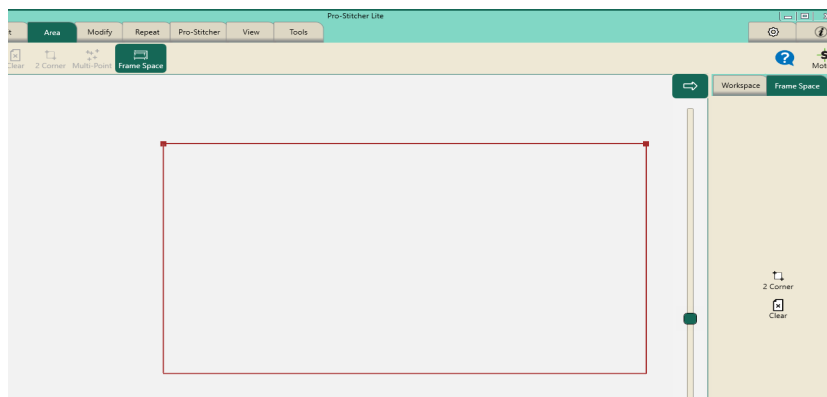 Pro-Stitcher Lite
t Area Modify Repeat Pro-Stitcher View Tools
Clear 2 Corner Multi-Point Frame Space
Mot
Workspace Frame Space
2 Corner
Clear